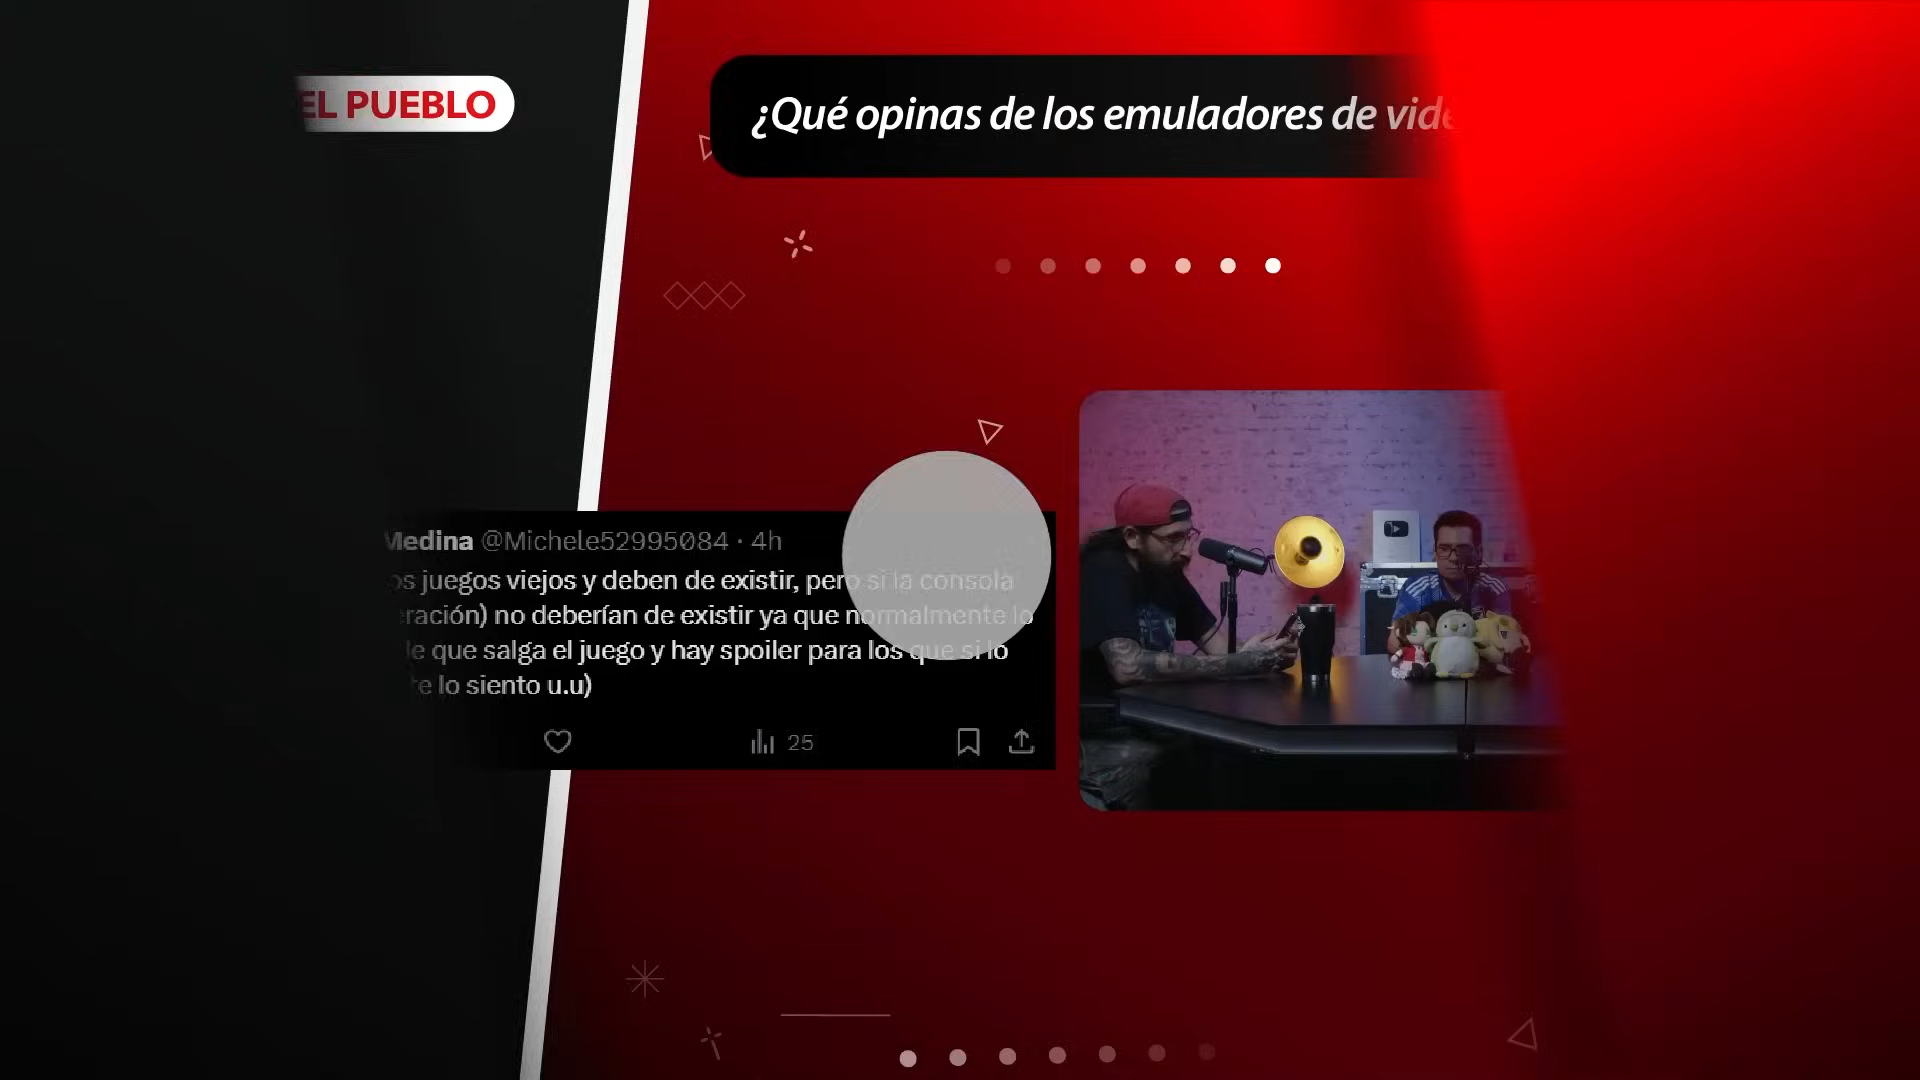 EL PUEBLO
¿Qué opinas de los emuladores de
Medina @Michele52995084 · 4h
juegos viejos y deben de existir, pero si la consola
no deberían de existir ya que normalmente lo
que salga el juego y hay spoiler para los que si lo
lo siento u.u)
25